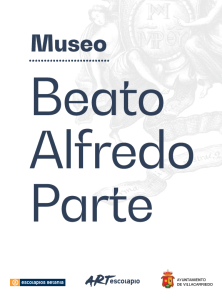 Museo
Beato
Alfredo
Parte
escolapios betania
ARTescolapio
AYUNTAMIENTO
DE VILLACARRIEDO